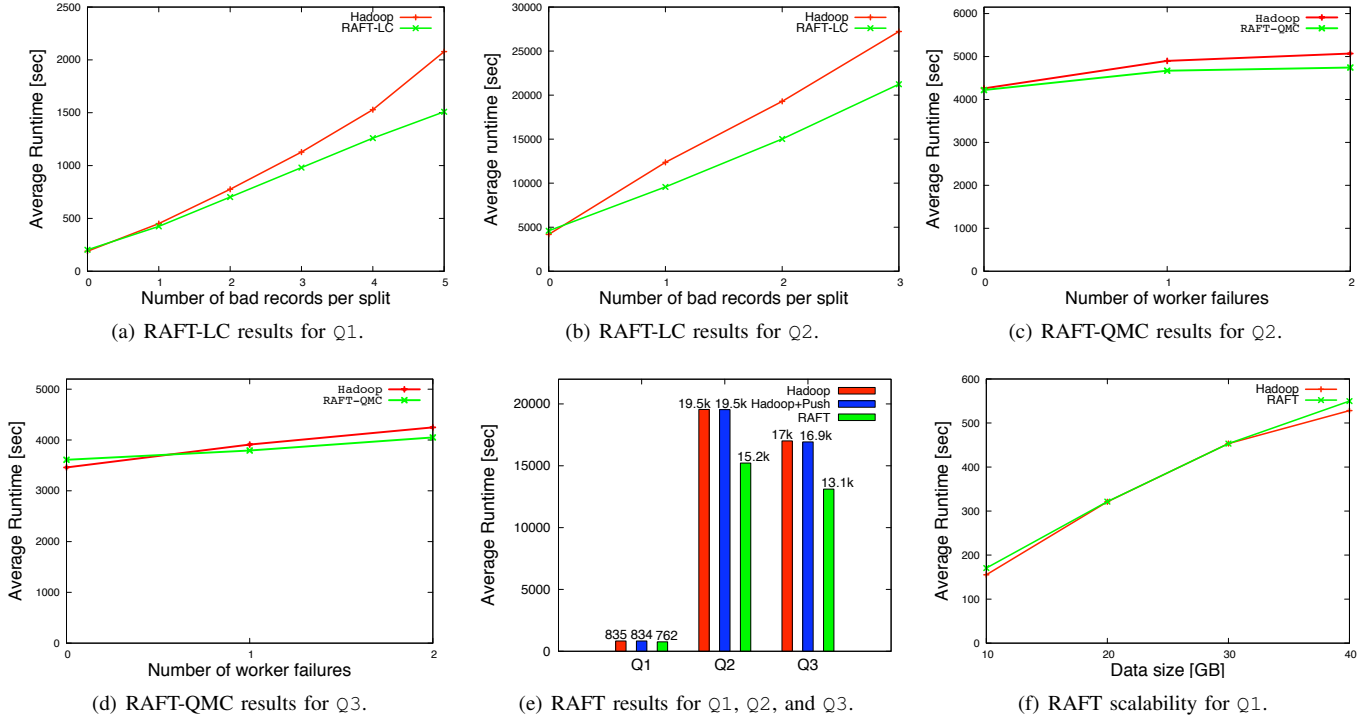 2500
2000
1500
1000
500
0
0 1 2 3 4 5
Average Runtime [sec]
Number of bad records per split
Hadoop
RAFT-LC
(a) RAFT-LC results for Q1.
30000
25000
20000
15000
10000
5000
0
0 1 2 3
Average runtime [sec]
Number of bad records per split
Hadoop
RAFT-LC
(b) RAFT-LC results for Q2.
6000
5000
4000
3000
2000
1000
0
0 1 2
Average Runtime [sec]
Number of worker failures
Hadoop
RAFT-QMC
(c) RAFT-QMC results for Q2.
5000
4000
3000
2000
1000
0
0 1 2
Average Runtime [sec]
Number of worker failures
Hadoop
RAFT-QMC
(d) RAFT-QMC results for Q3.
20000
15000
10000
5000
0
Average Runtime [sec]
Hadoop
Hadoop+Push
RAFT
835 834 762
19.5k 19.5k 15.2k
17k 16.9k 13.1k
Q1 Q2 Q3
(e) RAFT results for Q1, Q2, and Q3.
600
500
400
300
200
100
0
10 20 30 40
Average Runtime [sec]
Data size [GB]
Hadoop
RAFT
(f) RAFT scalability for Q1.